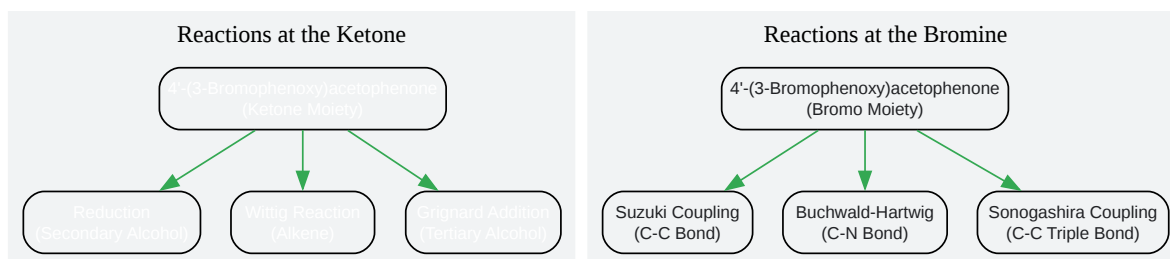 Reactions at the Ketone
4'-(3-Bromophenoxy)acetophenone
(Ketone Moiety)
Reduction
(Secondary Alcohol)
Wittig Reaction
(Alkene)
Grignard Addition
(Tertiary Alcohol)
Reactions at the Bromine
4'-(3-Bromophenoxy)acetophenone
(Bromo Moiety)
Suzuki Coupling
(C-C Bond)
Buchwald-Hartwig
(C-N Bond)
Sonogashira Coupling
(C-C Triple Bond)